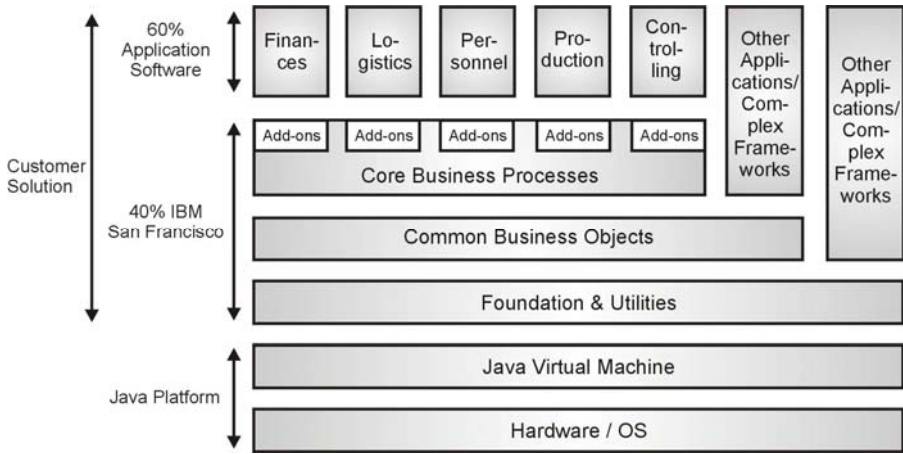 60%
Application
Software
Finan-
ces
Lo-
gistics
Per-
sonnel
Pro-
duction
Con-
trol-
ling
Other
Appli-
cations/
Com-
plex
Frame-
works
Other
Appli-
cations/
Com-
plex
Frame-
works
Customer
Solution
40% IBM
San Francisco
Add-ons
Add-ons
Add-ons
Add-ons
Add-ons
Core Business Processes
Common Business Objects
Foundation & Utilities
Java Platform
Java Virtual Machine
Hardware / OS